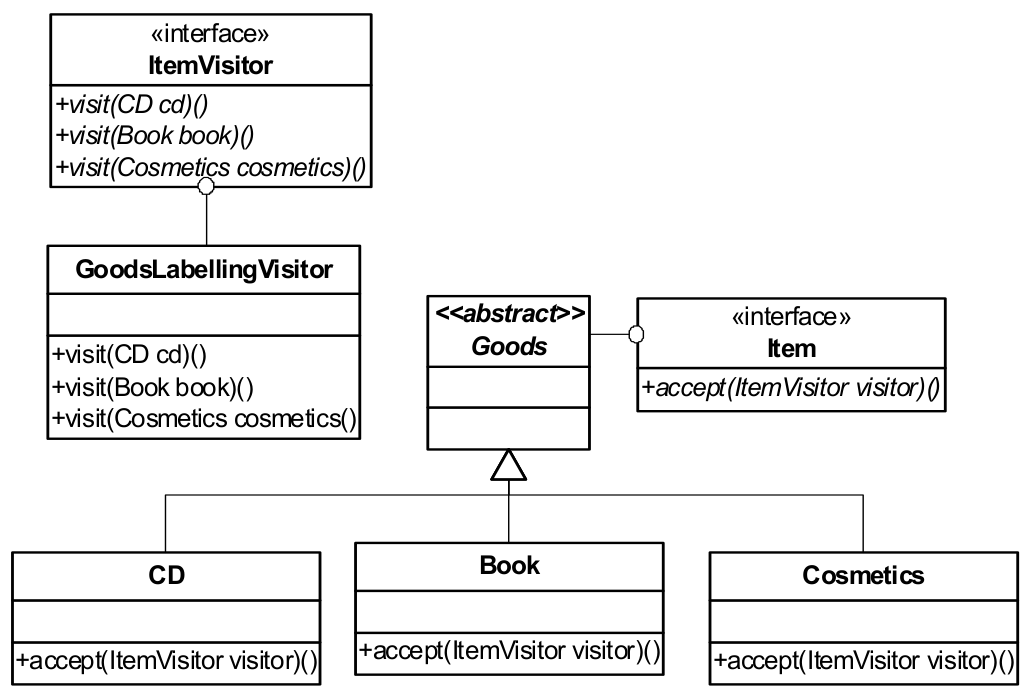 «interface»
ItemVisitor
+visit(CD cd)()
+visit(Book book)()
+visit(Cosmetics cosmetics)()
GoodsLabellingVisitor
+visit(CD cd)()
+visit(Book book)()
+visit(Cosmetics cosmetics()
<<abstract>>
Goods
«interface»
Item
+accept(ItemVisitor visitor)()
CD
+accept(ItemVisitor visitor)()
Book
+accept(ItemVisitor visitor)()
Cosmetics
+accept(ItemVisitor visitor)()